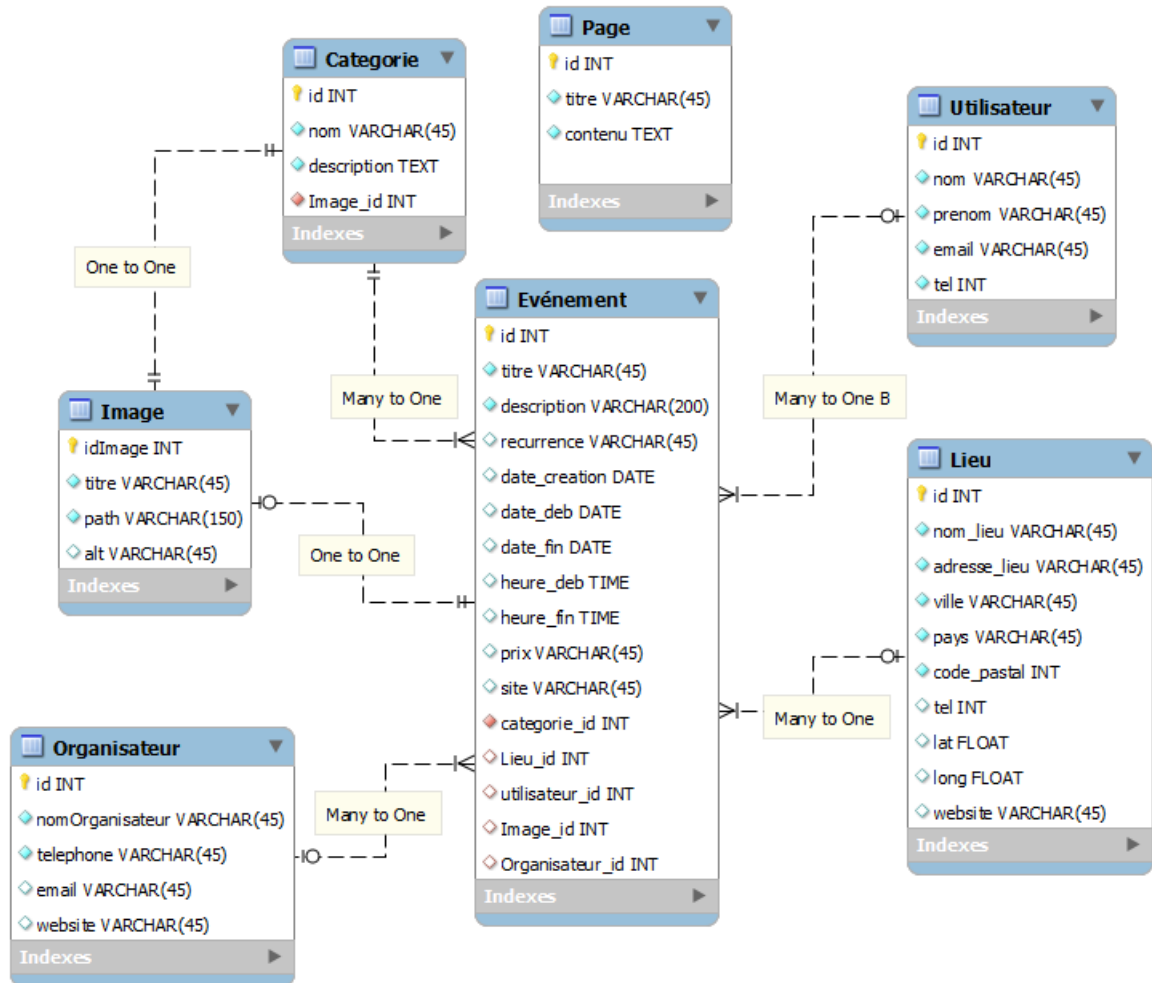 Categorie
id INT
nom VARCHAR(45)
description TEXT
Image_id INT
Indexes
Page
id INT
titre VARCHAR(45)
contenu TEXT
Indexes
Utilisateur
id INT
nom VARCHAR(45)
prenom VARCHAR(45)
email VARCHAR(45)
tel INT
Indexes
One to One
Many to One
Many to One B
Image
idImage INT
titre VARCHAR(45)
path VARCHAR(150)
alt VARCHAR(45)
Indexes
One to One
Evénement
id INT
titre VARCHAR(45)
description VARCHAR(200)
recurrence VARCHAR(45)
date_creation DATE
date_deb DATE
date_fin DATE
heure_deb TIME
heure_fin TIME
prix VARCHAR(45)
site VARCHAR(45)
categorie_id INT
Lieu_id INT
utilisateur_id INT
Image_id INT
Organisateur_id INT
Indexes
Lieu
id INT
nom_lieu VARCHAR(45)
adresse_lieu VARCHAR(45)
ville VARCHAR(45)
pays VARCHAR(45)
code_pastal INT
tel INT
lat FLOAT
long FLOAT
website VARCHAR(45)
Indexes
Many to One
Organisateur
id INT
nomOrganisateur VARCHAR(45)
telephone VARCHAR(45)
email VARCHAR(45)
website VARCHAR(45)
Indexes
Many to One